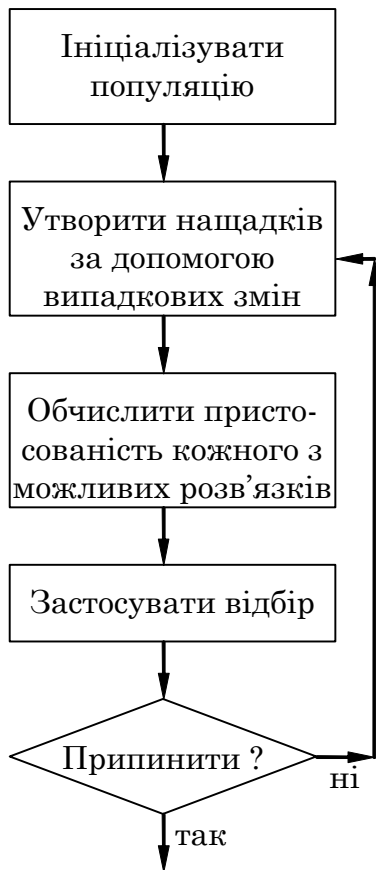 Ініціалізувати
популяцію
Утворити нащадків
за допомогою
випадкових змін
Обчислити присто-
сованість кожного з
можливих розв'язків
Застосувати відбір
Припинити ?
ні
так